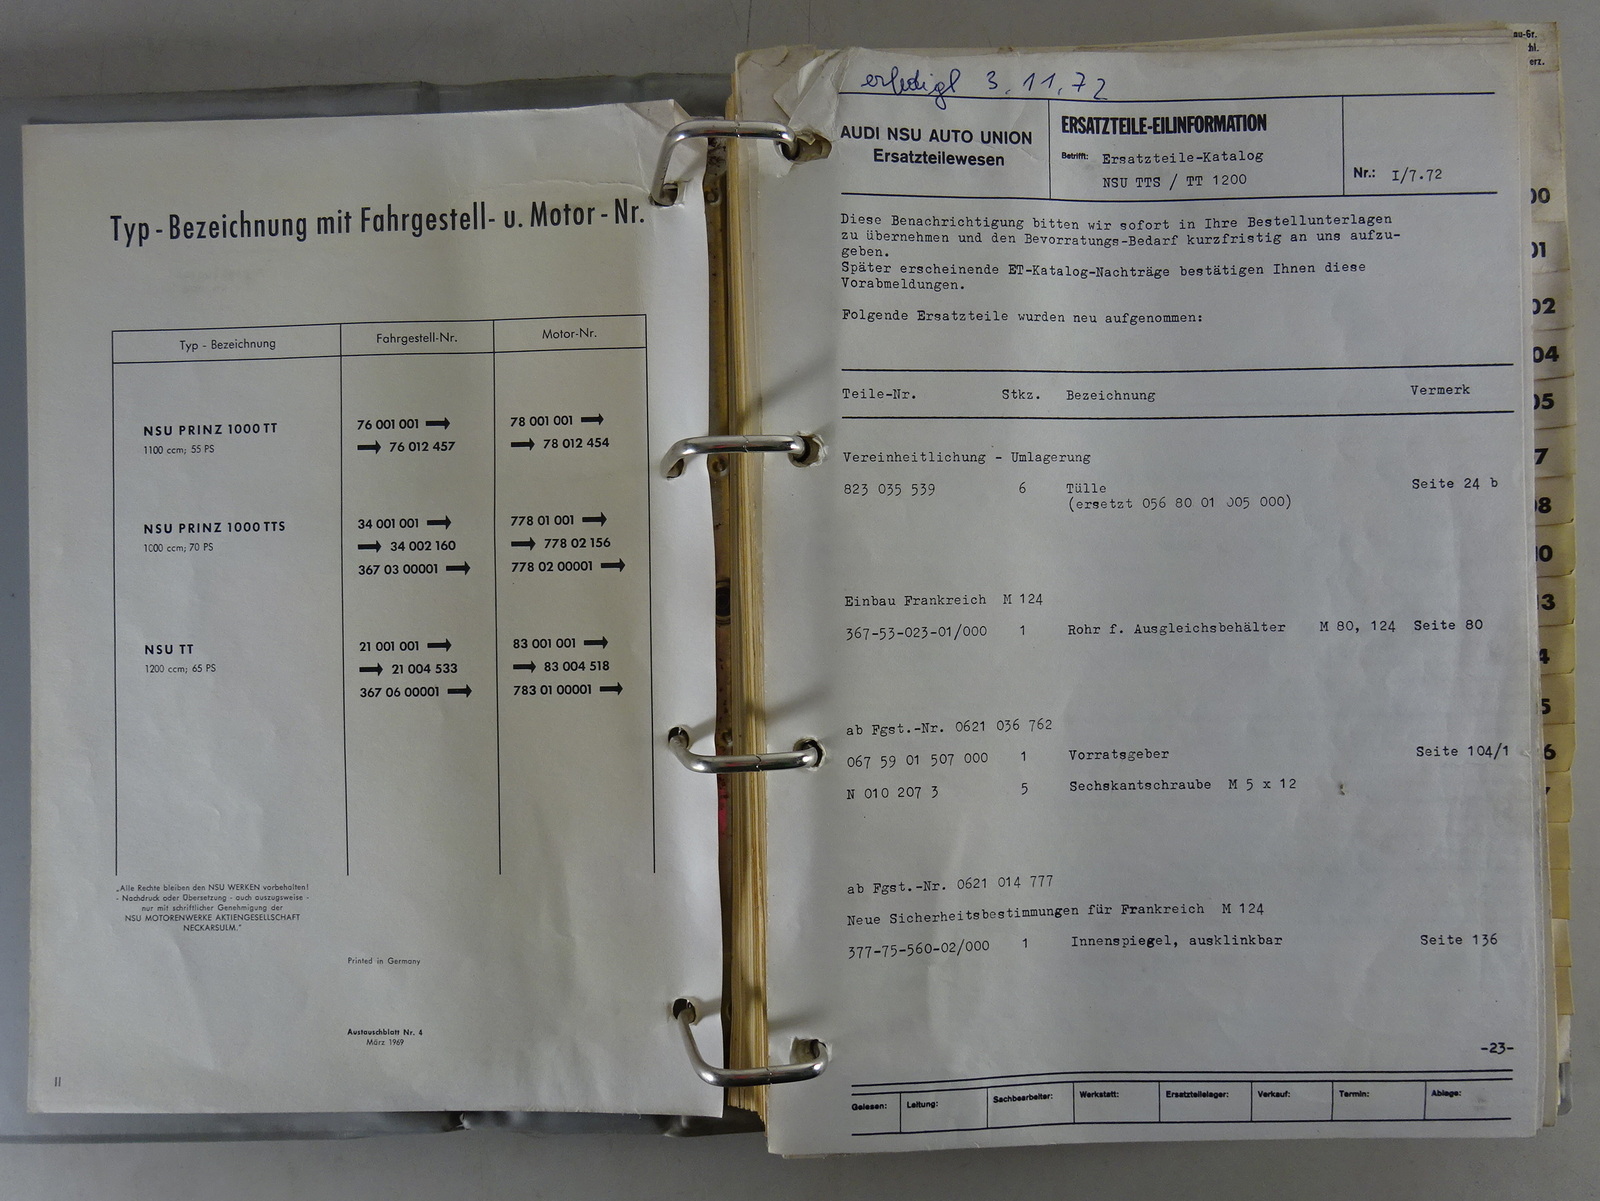 Typ - Bezeichnung mit Fahrgestell- u. Motor - Nr.
Typ - Bezeichnung Fahrgestell-Nr. Motor-Nr.
NSU PRINZ 1000 TT 76 001 001 → 78 001 001 →
1100 ccm; 55 PS → 76 012 457 → 78 012 454
NSU PRINZ 1000 TTS 34 001 001 → 778 01 001 →
1000 ccm; 70 PS → 34 002 160 → 778 02 156
367 03 00001 → 778 02 00001 →
NSU TT 21 001 001 → 83 001 001 →
1200 ccm; 65 PS → 21 004 533 → 83 004 518
367 06 00001 → 783 01 00001 →
„Alle Rechte bleiben den NSU WERKEN vorbehalten!
- Nachdruck oder Übersetzung - auch auszugsweise -
nur mit schriftlicher Genehmigung der
NSU MOTORENWERKE AKTIENGESELLSCHAFT
NECKARSULM."
Printed in Germany
Austauschblatt Nr. 4
März 1969
II
erledigt 3.11.72
AUDI NSU AUTO UNION
Ersatzteilewesen
ERSATZTEILE-EILINFORMATION
Betrifft: Ersatzteile-Katalog
NSU TTS / TT 1200
Nr.: I/7.72
Diese Benachrichtigung bitten wir sofort in Ihre Bestellunterlagen
zu übernehmen und den Bevorratungs-Bedarf kurzfristig an uns aufzu-
geben.
Später erscheinende ET-Katalog-Nachträge bestätigen Ihnen diese
Vorabmeldungen.
Folgende Ersatzteile wurden neu aufgenommen:
Teile-Nr. Stkz. Bezeichnung Vermerk
Vereinheitlichung - Umlagerung
823 035 539 6 Tülle Seite 24 b
(ersetzt 056 80 01 005 000)
Einbau Frankreich M 124
367-53-023-01/000 1 Rohr f. Ausgleichsbehälter M 80, 124 Seite 80
ab Fgst.-Nr. 0621 036 762
067 59 01 507 000 1 Vorratsgeber Seite 104/1
N 010 207 3 5 Sechskantschraube M 5 x 12
ab Fgst.-Nr. 0621 014 777
Neue Sicherheitsbestimmungen für Frankreich M 124
377-75-560-02/000 1 Innenspiegel, ausklinkbar Seite 136
-23-
Gelesen: Leitung: Sachbearbeiter: Werkstatt: Ersatzteilelager: Verkauf: Termin: Ablage:
00
01
02
04
05
7
08
10
13
4
5
6